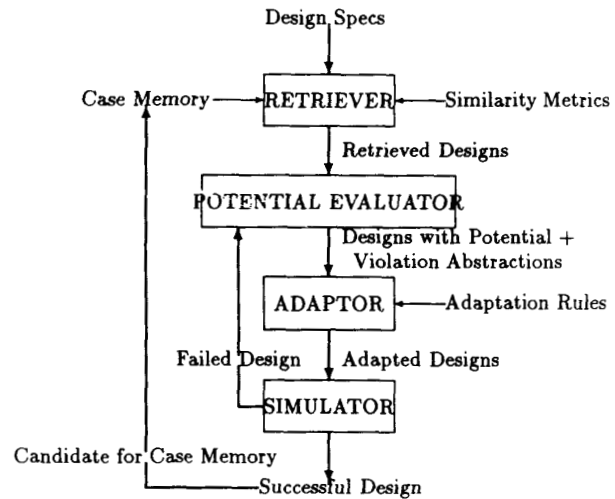 Design Specs
Case Memory
RETRIEVER
Similarity Metrics
Retrieved Designs
POTENTIAL EVALUATOR
Designs with Potential +
Violation Abstractions
ADAPTOR
Adaptation Rules
Failed Design
Adapted Designs
SIMULATOR
Candidate for Case Memory
Successful Design